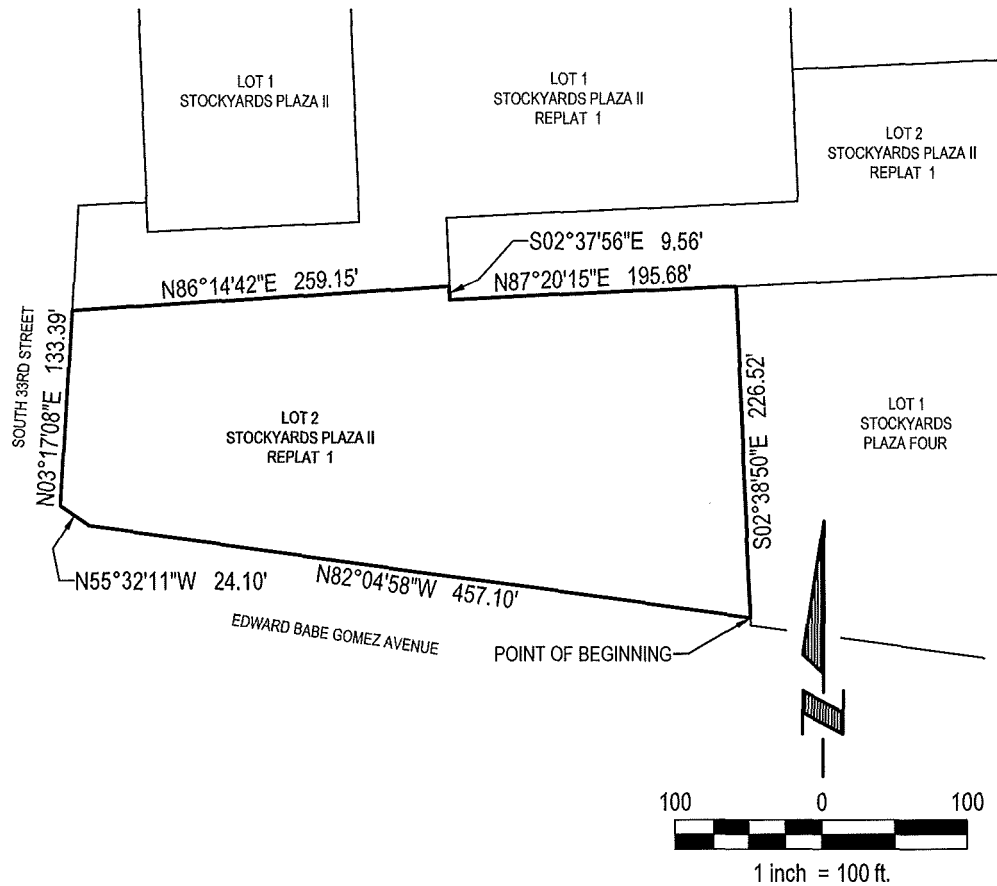 LOT 1
STOCKYARDS PLAZA II
LOT 1
STOCKYARDS PLAZA II
REPLAT 1
LOT 2
STOCKYARDS PLAZA II
REPLAT 1
S02°37'56"E 9.56'
N86°14'42"E 259.15'
N87°20'15"E 195.68'
SOUTH 33RD STREET
N03°17'08"E 133.39'
LOT 2
STOCKYARDS PLAZA II
REPLAT 1
S02°38'50"E 226.52'
LOT 1
STOCKYARDS
PLAZA FOUR
N55°32'11"W 24.10'
N82°04'58"W 457.10'
EDWARD BABE GOMEZ AVENUE
POINT OF BEGINNING
100 0 100
1 inch = 100 ft.